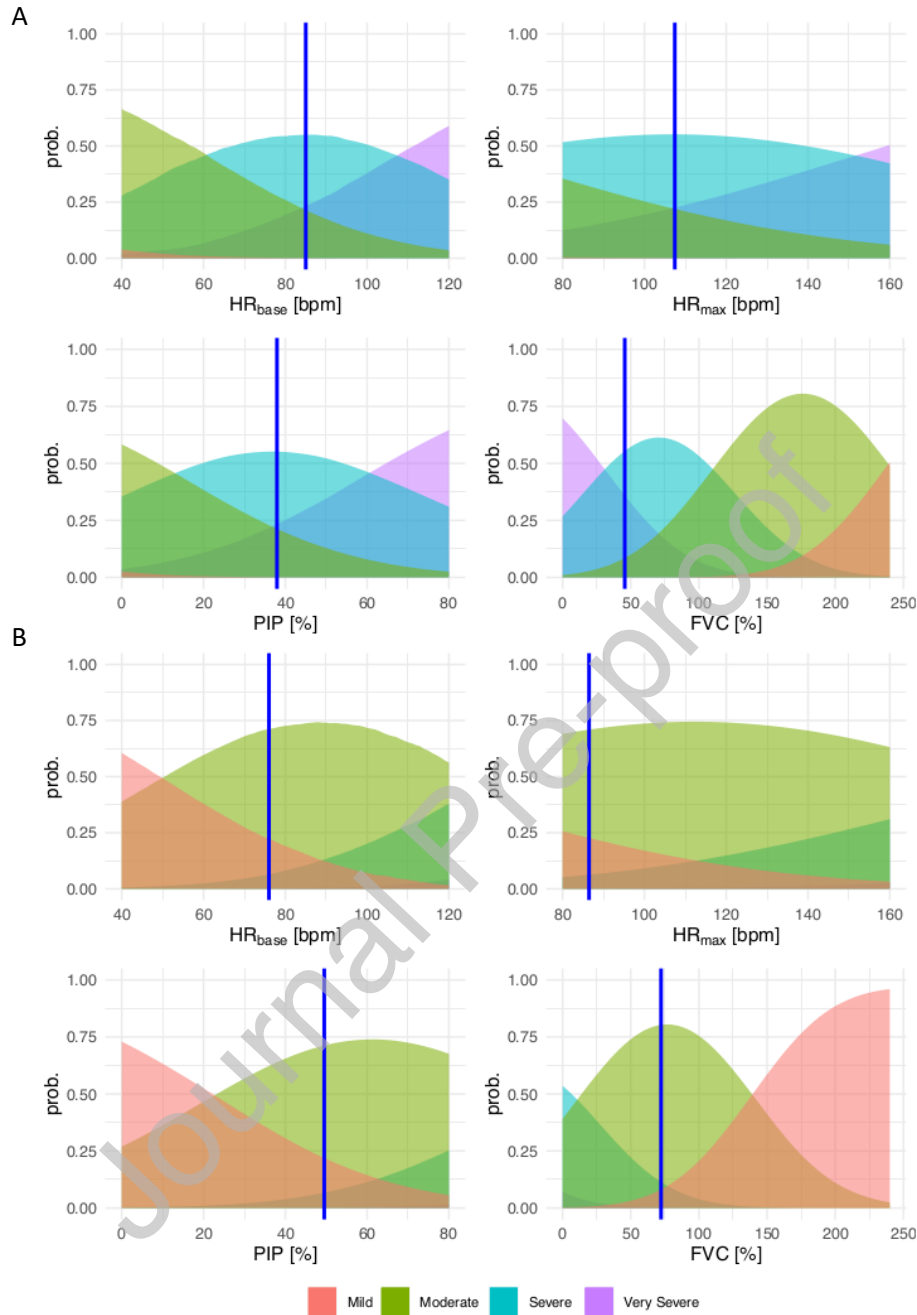 A
1.00
0.75
0.50
0.25
0.00
prob.
40 60 80 100 120
HRbase [bpm]
1.00
0.75
0.50
0.25
0.00
prob.
80 100 120 140 160
HRmax [bpm]
1.00
0.75
0.50
0.25
0.00
prob.
0 20 40 60 80
PIP [%]
1.00
0.75
0.50
0.25
0.00
prob.
0 50 100 150 200 250
FVC [%]
B
1.00
0.75
0.50
0.25
0.00
prob.
40 60 80 100 120
HRbase [bpm]
1.00
0.75
0.50
0.25
0.00
prob.
80 100 120 140 160
HRmax [bpm]
1.00
0.75
0.50
0.25
0.00
prob.
0 20 40 60 80
PIP [%]
1.00
0.75
0.50
0.25
0.00
prob.
0 50 100 150 200 250
FVC [%]
Mild Moderate Severe Very Severe
Journal Pre-proof